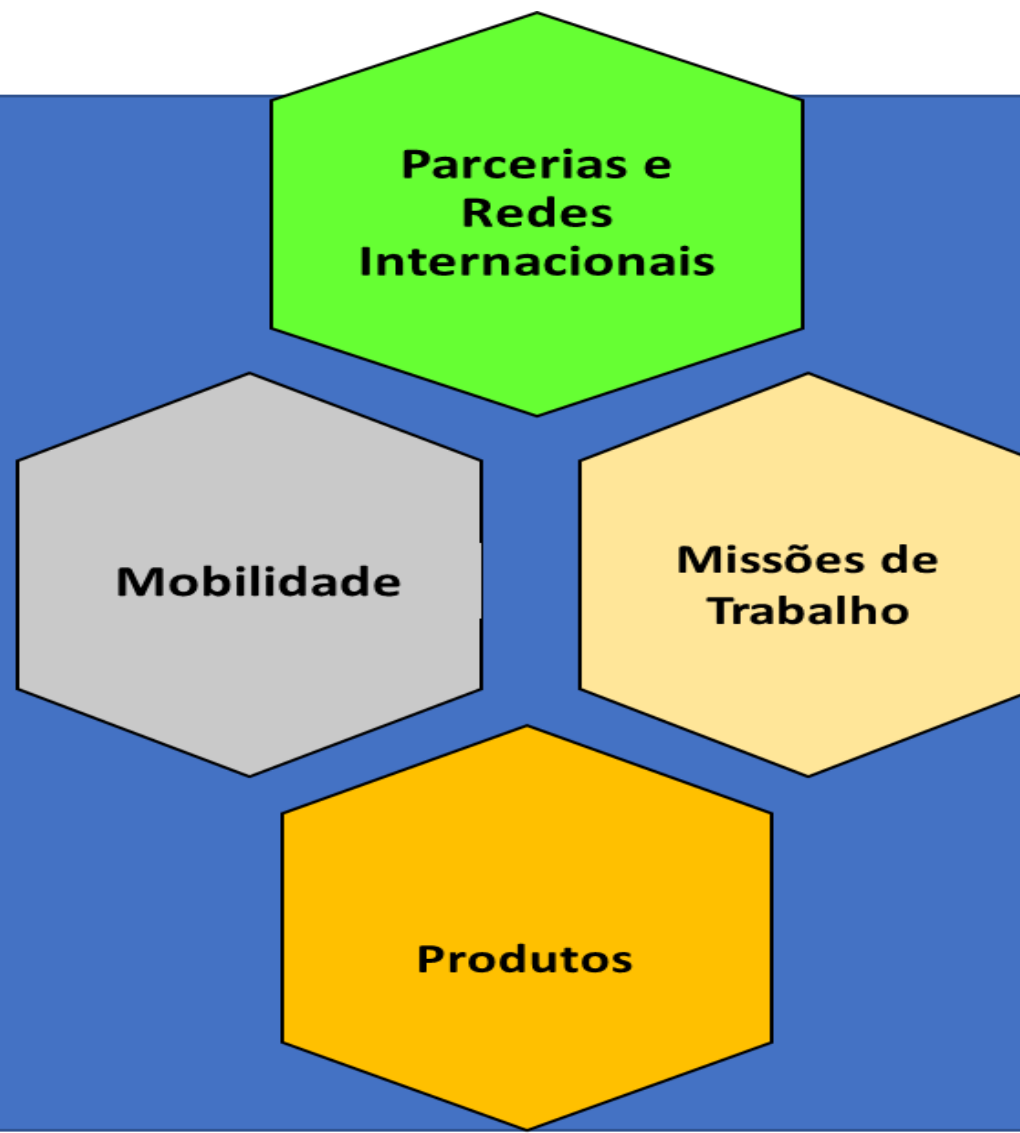 Parcerias e
Redes
Internacionais
Mobilidade
Missões de
Trabalho
Produtos